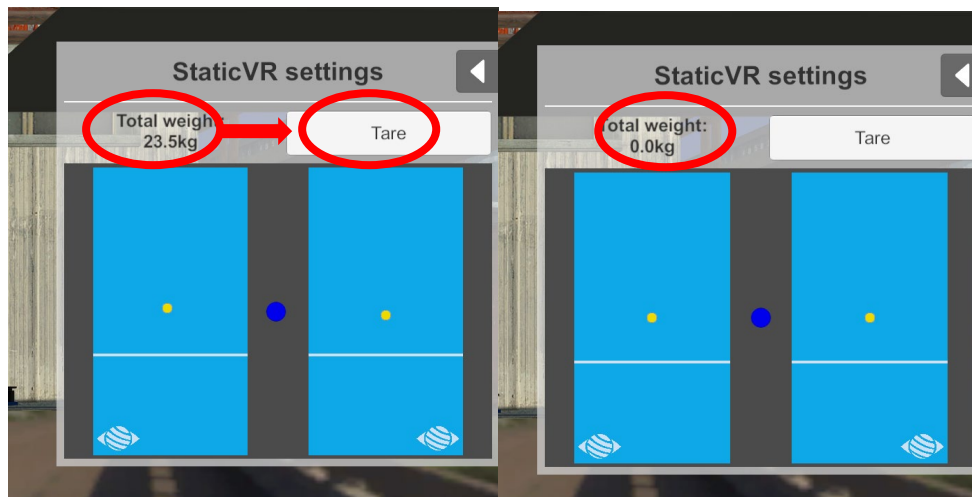 StaticVR settings
Total weight:
23.5kg
Tare
StaticVR settings
Total weight:
0.0kg
Tare